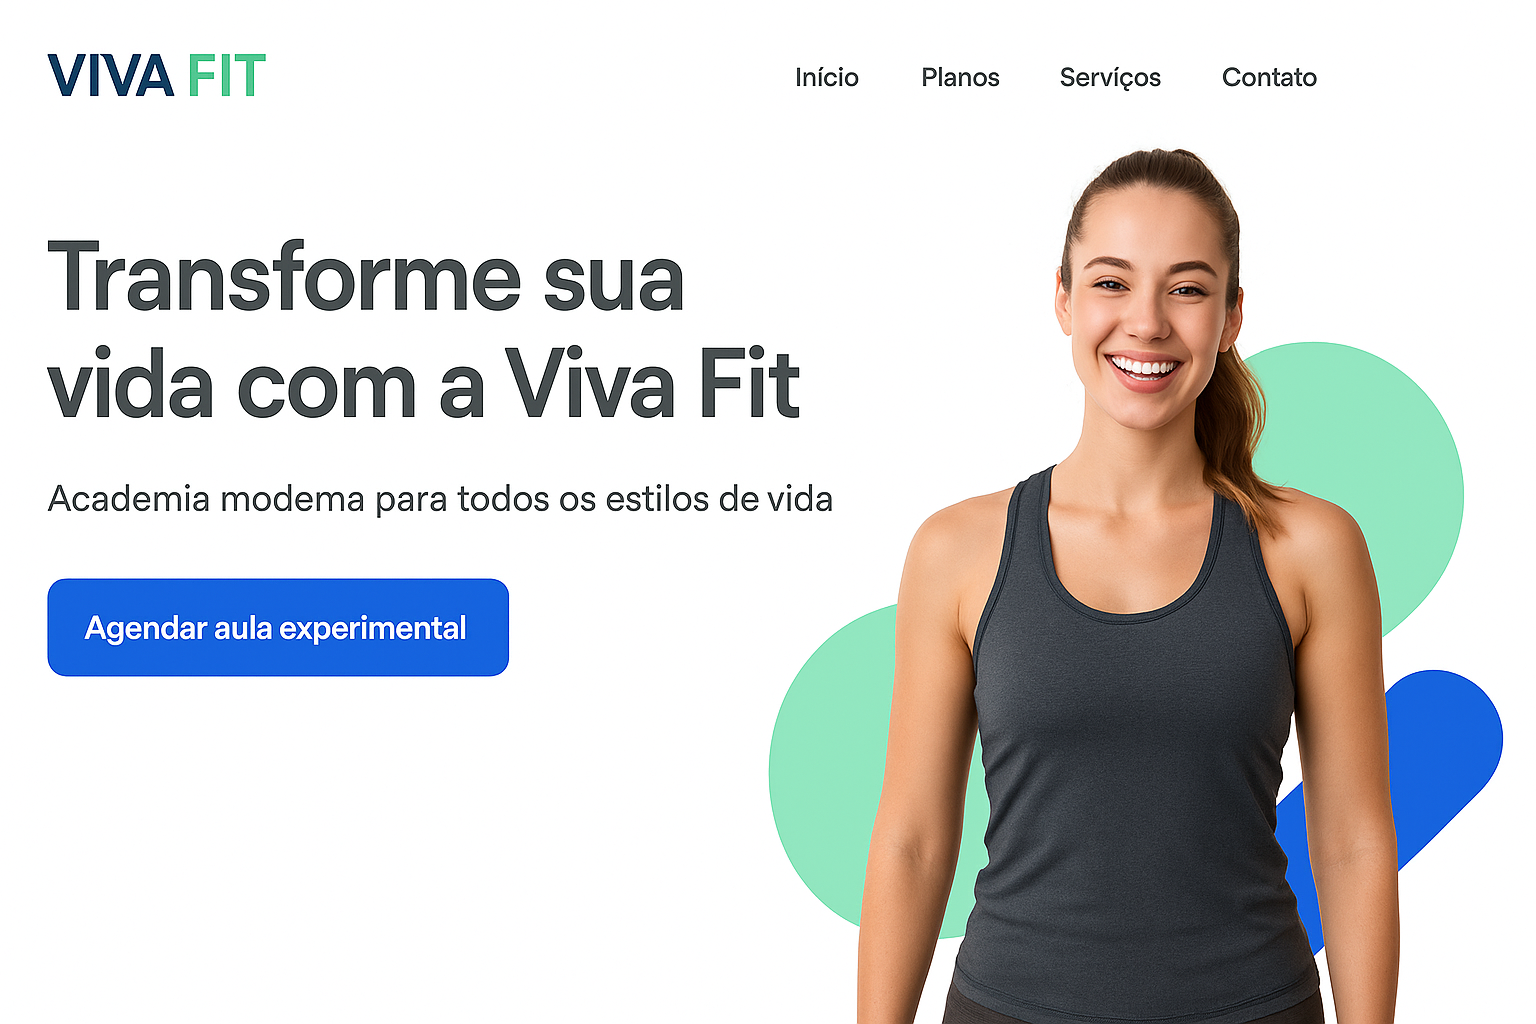 VIVA FIT
Início Planos Servíços Contato
Transforme sua
vida com a Viva Fit
Academia modema para todos os estilos de vida
Agendar aula experimental